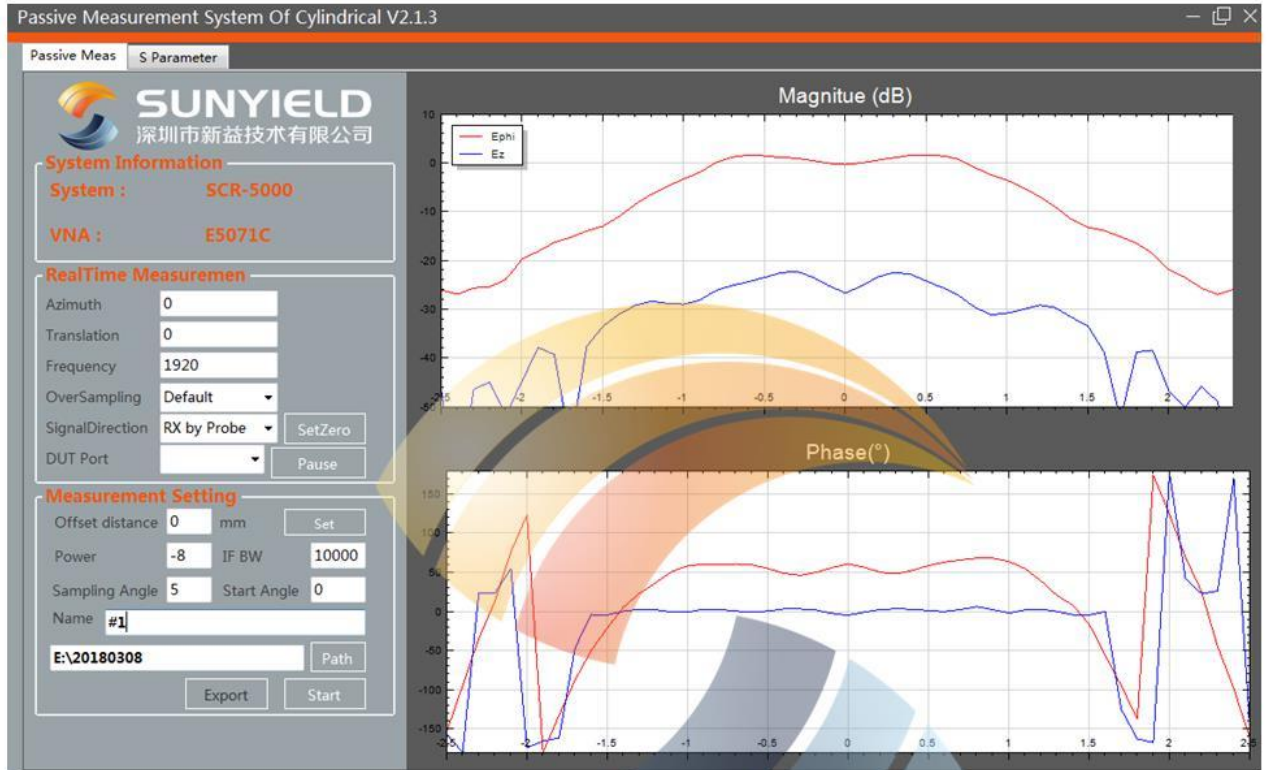 Passive Measurement System Of Cylindrical V2.1.3
Passive Meas S Parameter
SUNYIELD
深圳市新益技术有限公司
System Information
System : SCR-5000
VNA : E5071C
RealTime Measuremen
Azimuth 0
Translation 0
Frequency 1920
OverSampling Default
SignalDirection RX by Probe SetZero
DUT Port Pause
Measurement Setting
Offset distance 0 mm Set
Power -8 IF BW 10000
Sampling Angle 5 Start Angle 0
Name #1
E:\20180308 Path
Export Start
Magnitue (dB)
10
Ephi
Ez
0
-10
-20
-30
-40
-2 -1.5 -1 -0.5 0 0.5 1 1.5 2
Phase(°)
150
100
50
0
-50
-100
-150
-2.5 -2 -1.5 -1 -0.5 0 0.5 1 1.5 2 2.5